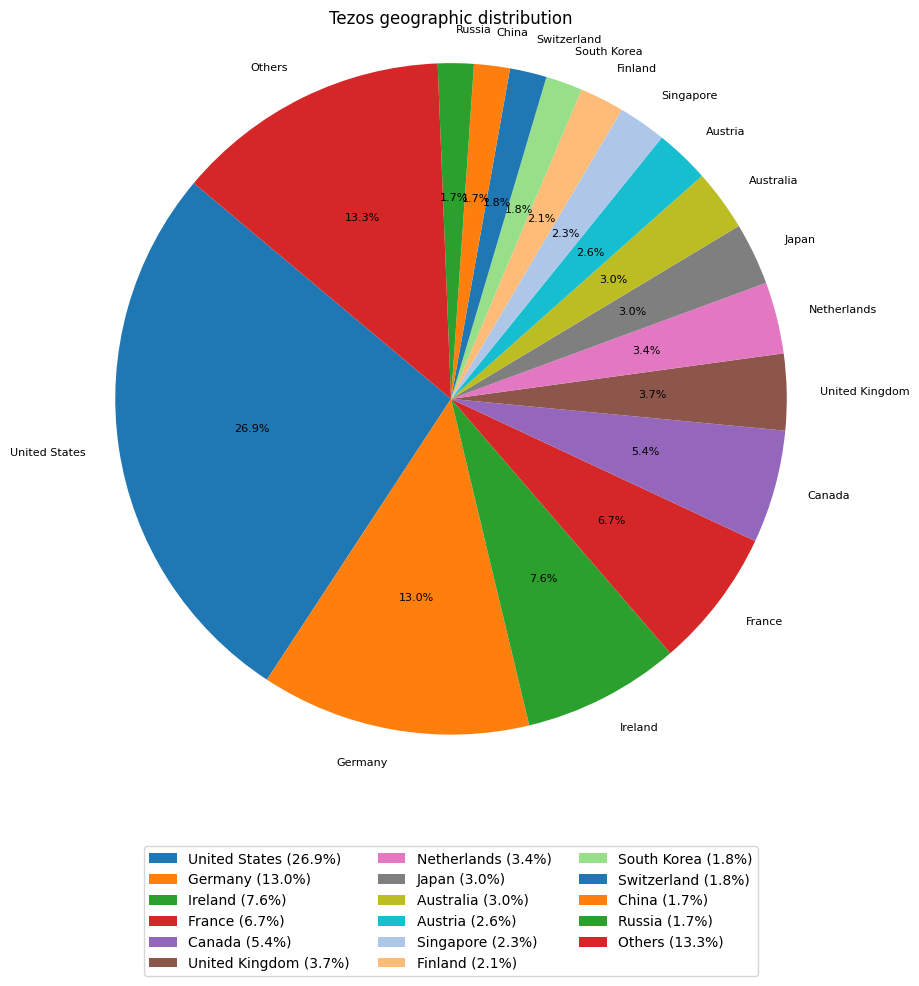 Tezos geographic distribution
Russia
China
Switzerland
South Korea
Finland
Singapore
Austria
Australia
Japan
Netherlands
United Kingdom
Canada
France
Ireland
Germany
United States
Others
1.7%
1.7%
1.8%
1.8%
2.1%
2.3%
2.6%
3.0%
3.0%
3.4%
3.7%
5.4%
6.7%
7.6%
13.0%
26.9%
13.3%
United States (26.9%)
Germany (13.0%)
Ireland (7.6%)
France (6.7%)
Canada (5.4%)
United Kingdom (3.7%)
Netherlands (3.4%)
Japan (3.0%)
Australia (3.0%)
Austria (2.6%)
Singapore (2.3%)
Finland (2.1%)
South Korea (1.8%)
Switzerland (1.8%)
China (1.7%)
Russia (1.7%)
Others (13.3%)